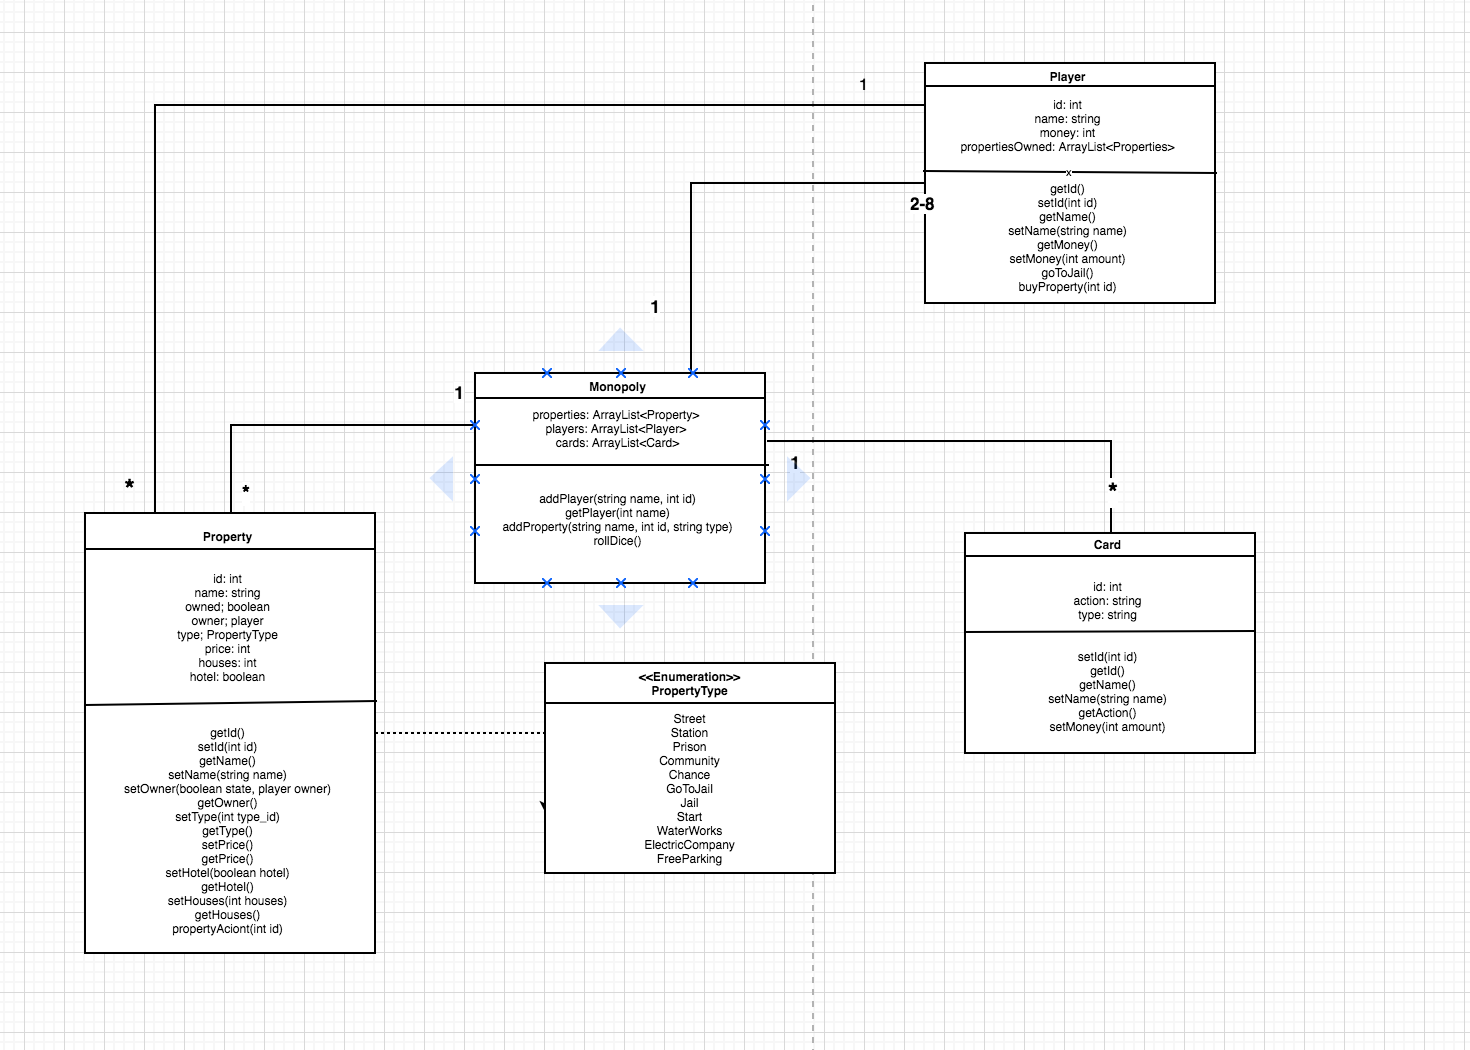 1
Player
id: int
name: string
money: int
propertiesOwned: ArrayList<Properties>
x
getId()
setId(int id)
getName()
setName(string name)
getMoney()
setMoney(int amount)
goToJail()
buyProperty(int id)
2-8
1
1
Monopoly
properties: ArrayList<Property>
players: ArrayList<Player>
cards: ArrayList<Card>
addPlayer(string name, int id)
getPlayer(int name)
addProperty(string name, int id, string type)
rollDice()
1
*
*
*
Property
id: int
name: string
owned; boolean
owner; player
type; PropertyType
price: int
houses: int
hotel: boolean
getId()
setId(int id)
getName()
setName(string name)
setOwner(boolean state, player owner)
getOwner()
setType(int type_id)
getType()
setPrice()
getPrice()
setHotel(boolean hotel)
getHotel()
setHouses(int houses)
getHouses()
propertyAciont(int id)
<<Enumeration>>
PropertyType
Street
Station
Prison
Community
Chance
GoToJail
Jail
Start
WaterWorks
ElectricCompany
FreeParking
Card
id: int
action: string
type: string
setId(int id)
getId()
getName()
setName(string name)
getAction()
setMoney(int amount)